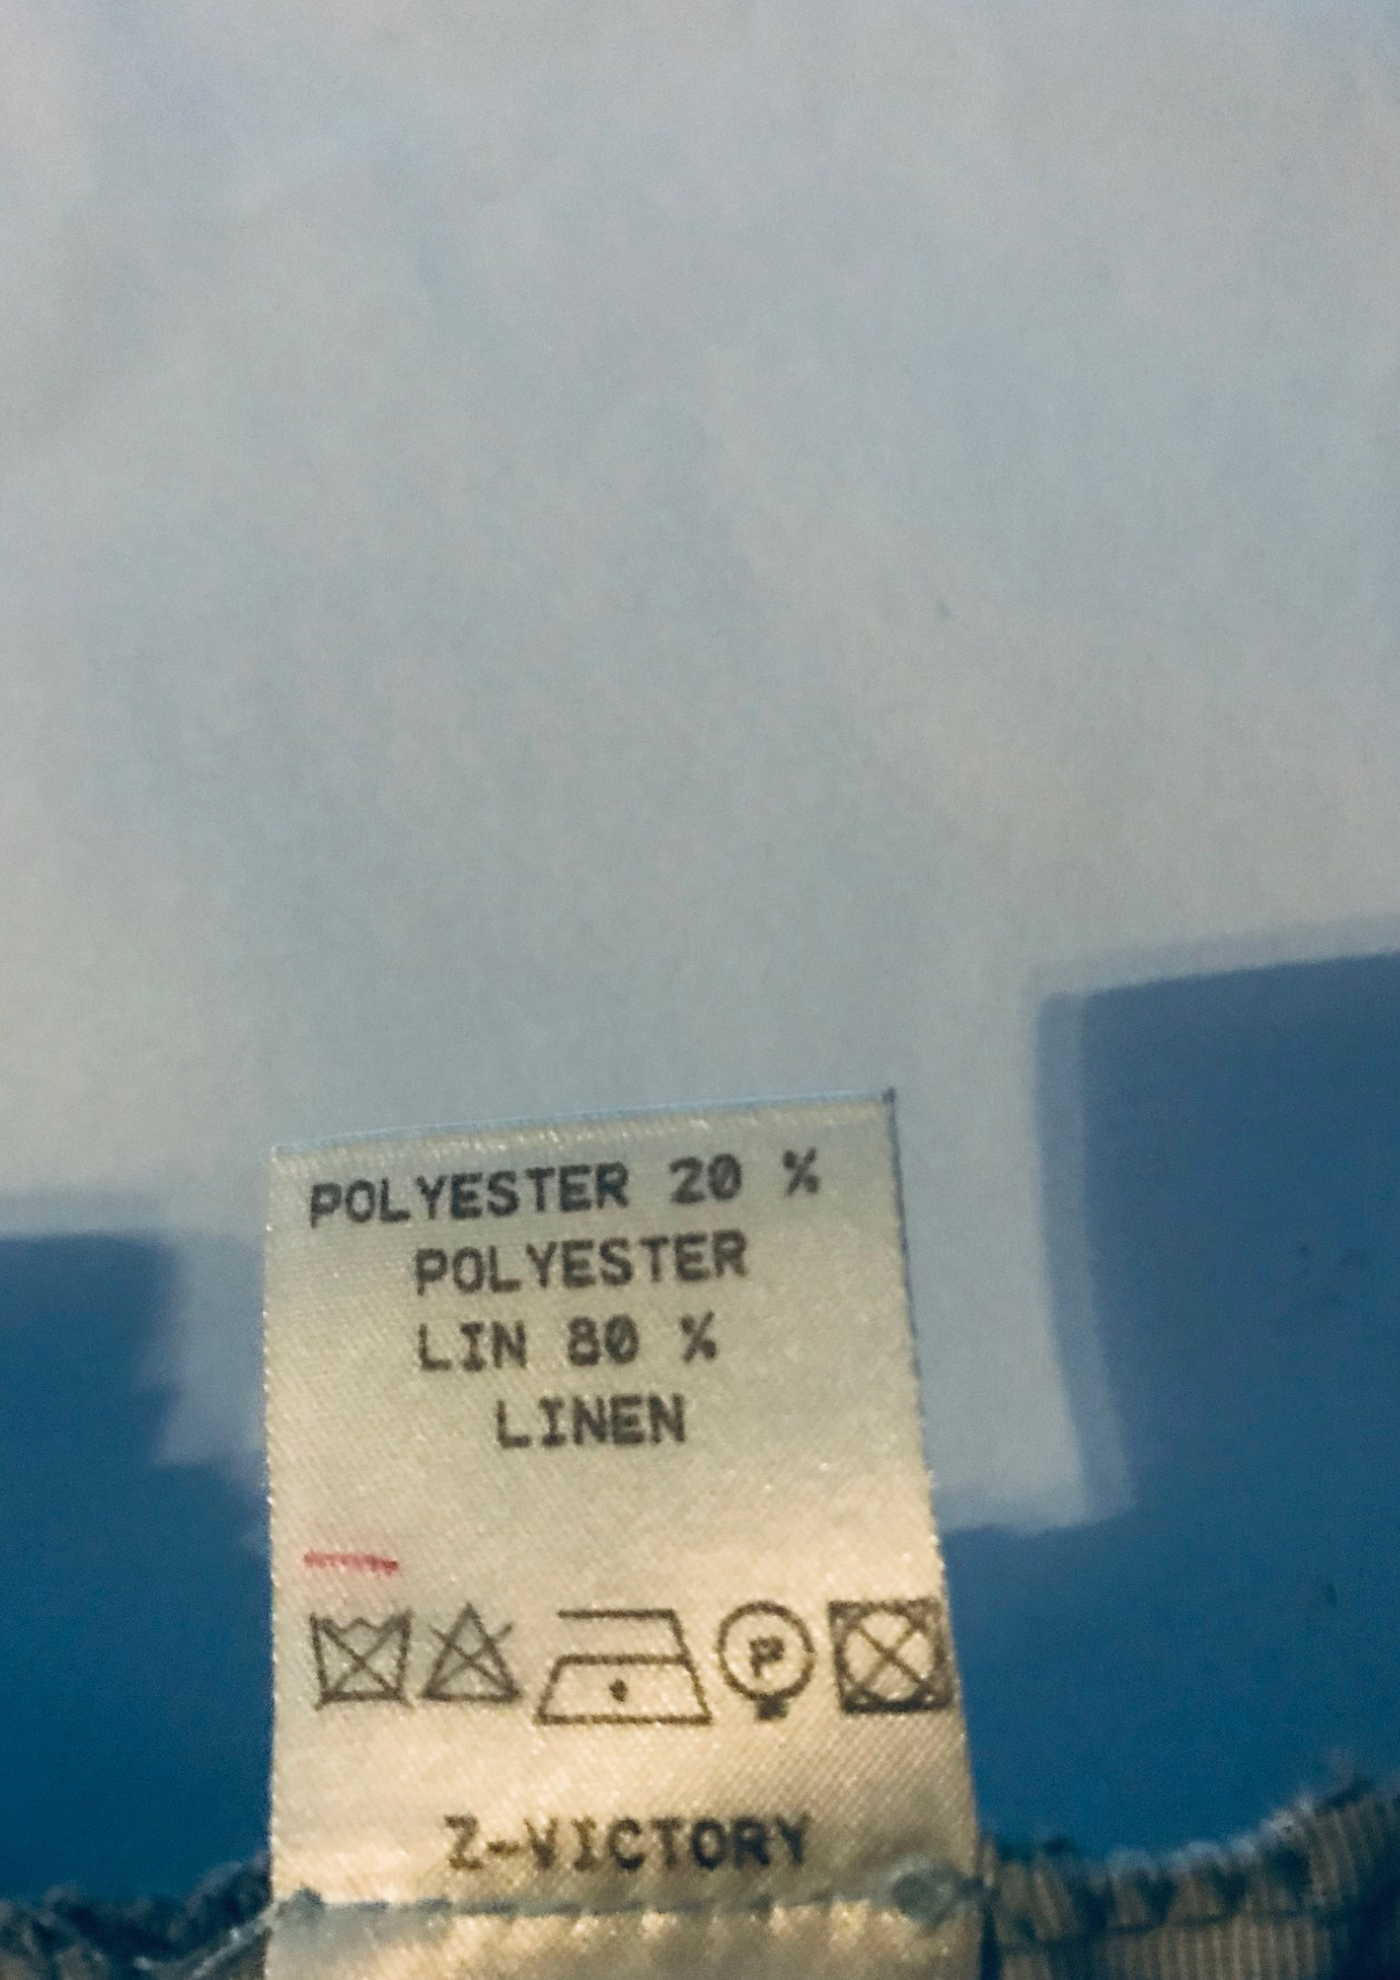 POLYESTER 20 %
POLYESTER
LIN 80 %
LINEN
P
Z-VICTORY